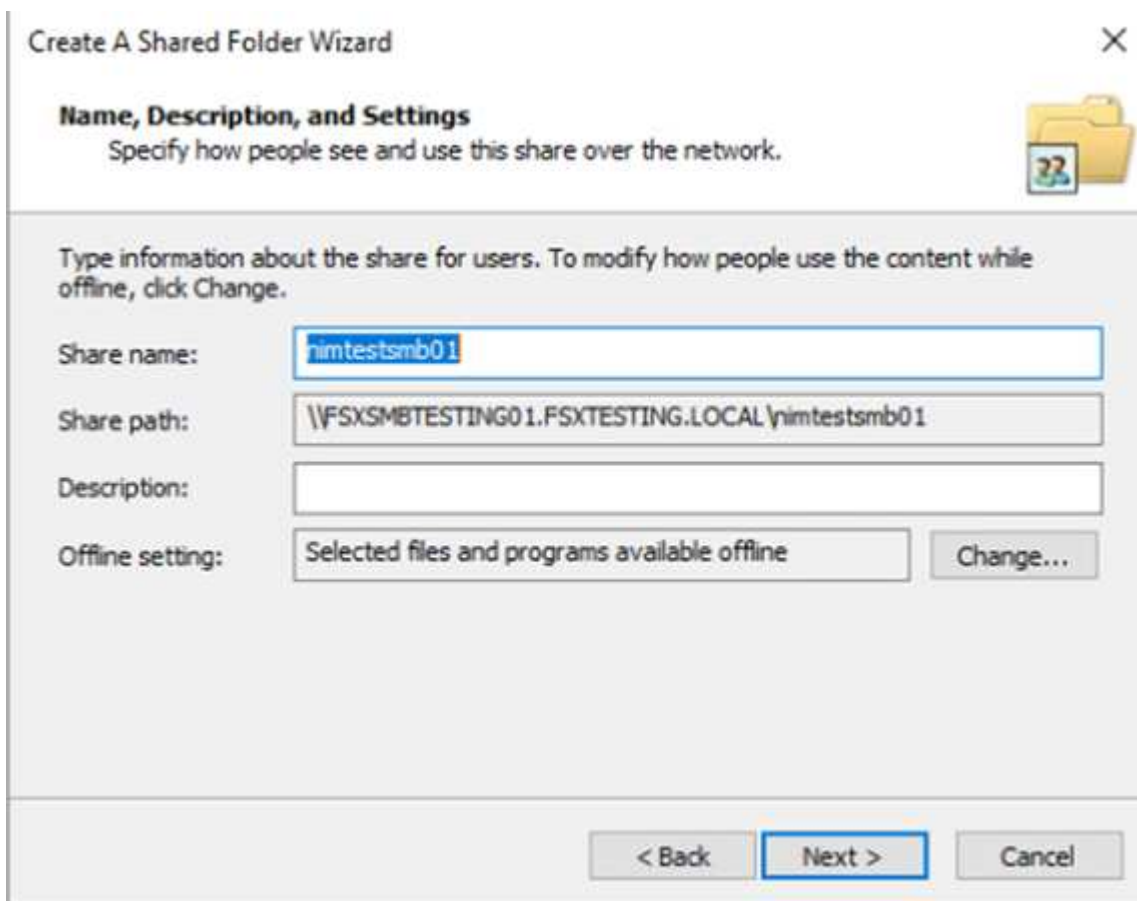 Create A Shared Folder Wizard
Name, Description, and Settings
Specify how people see and use this share over the network.
Type information about the share for users. To modify how people use the content while
offline, click Change.
Share name:
nimtestsmb01
Share path:
\\FSXSMBTESTING01.FSXTESTING.LOCAL\nimtestsmb01
Description:
Offline setting:
Selected files and programs available offline
Change...
< Back
Next >
Cancel